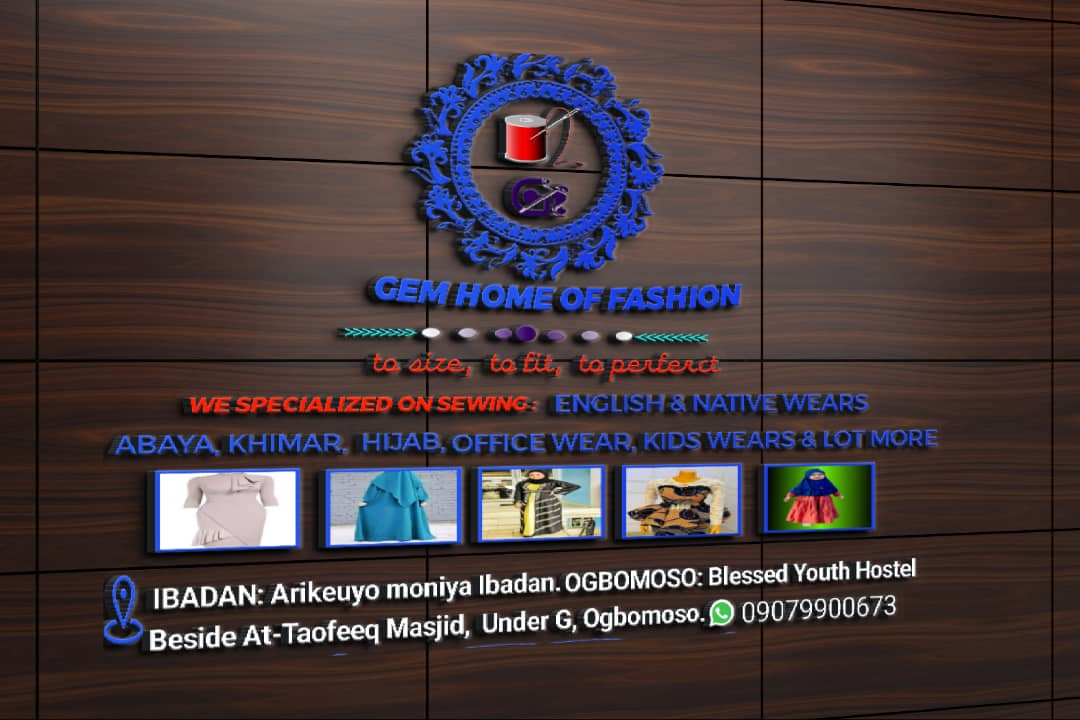 GEM HOME OF FASHION
to size, to fit, to perferct
WE SPECIALIZED ON SEWING: ENGLISH & NATIVE WEARS
ABAYA, KHIMAR, HIJAB, OFFICE WEAR, KIDS WEARS & LOT MORE
IBADAN: Arikeuyo moniya Ibadan. OGBOMOSO: Blessed Youth Hostel
Beside At-Taofeeq Masjid, Under G, Ogbomoso. 09079900673